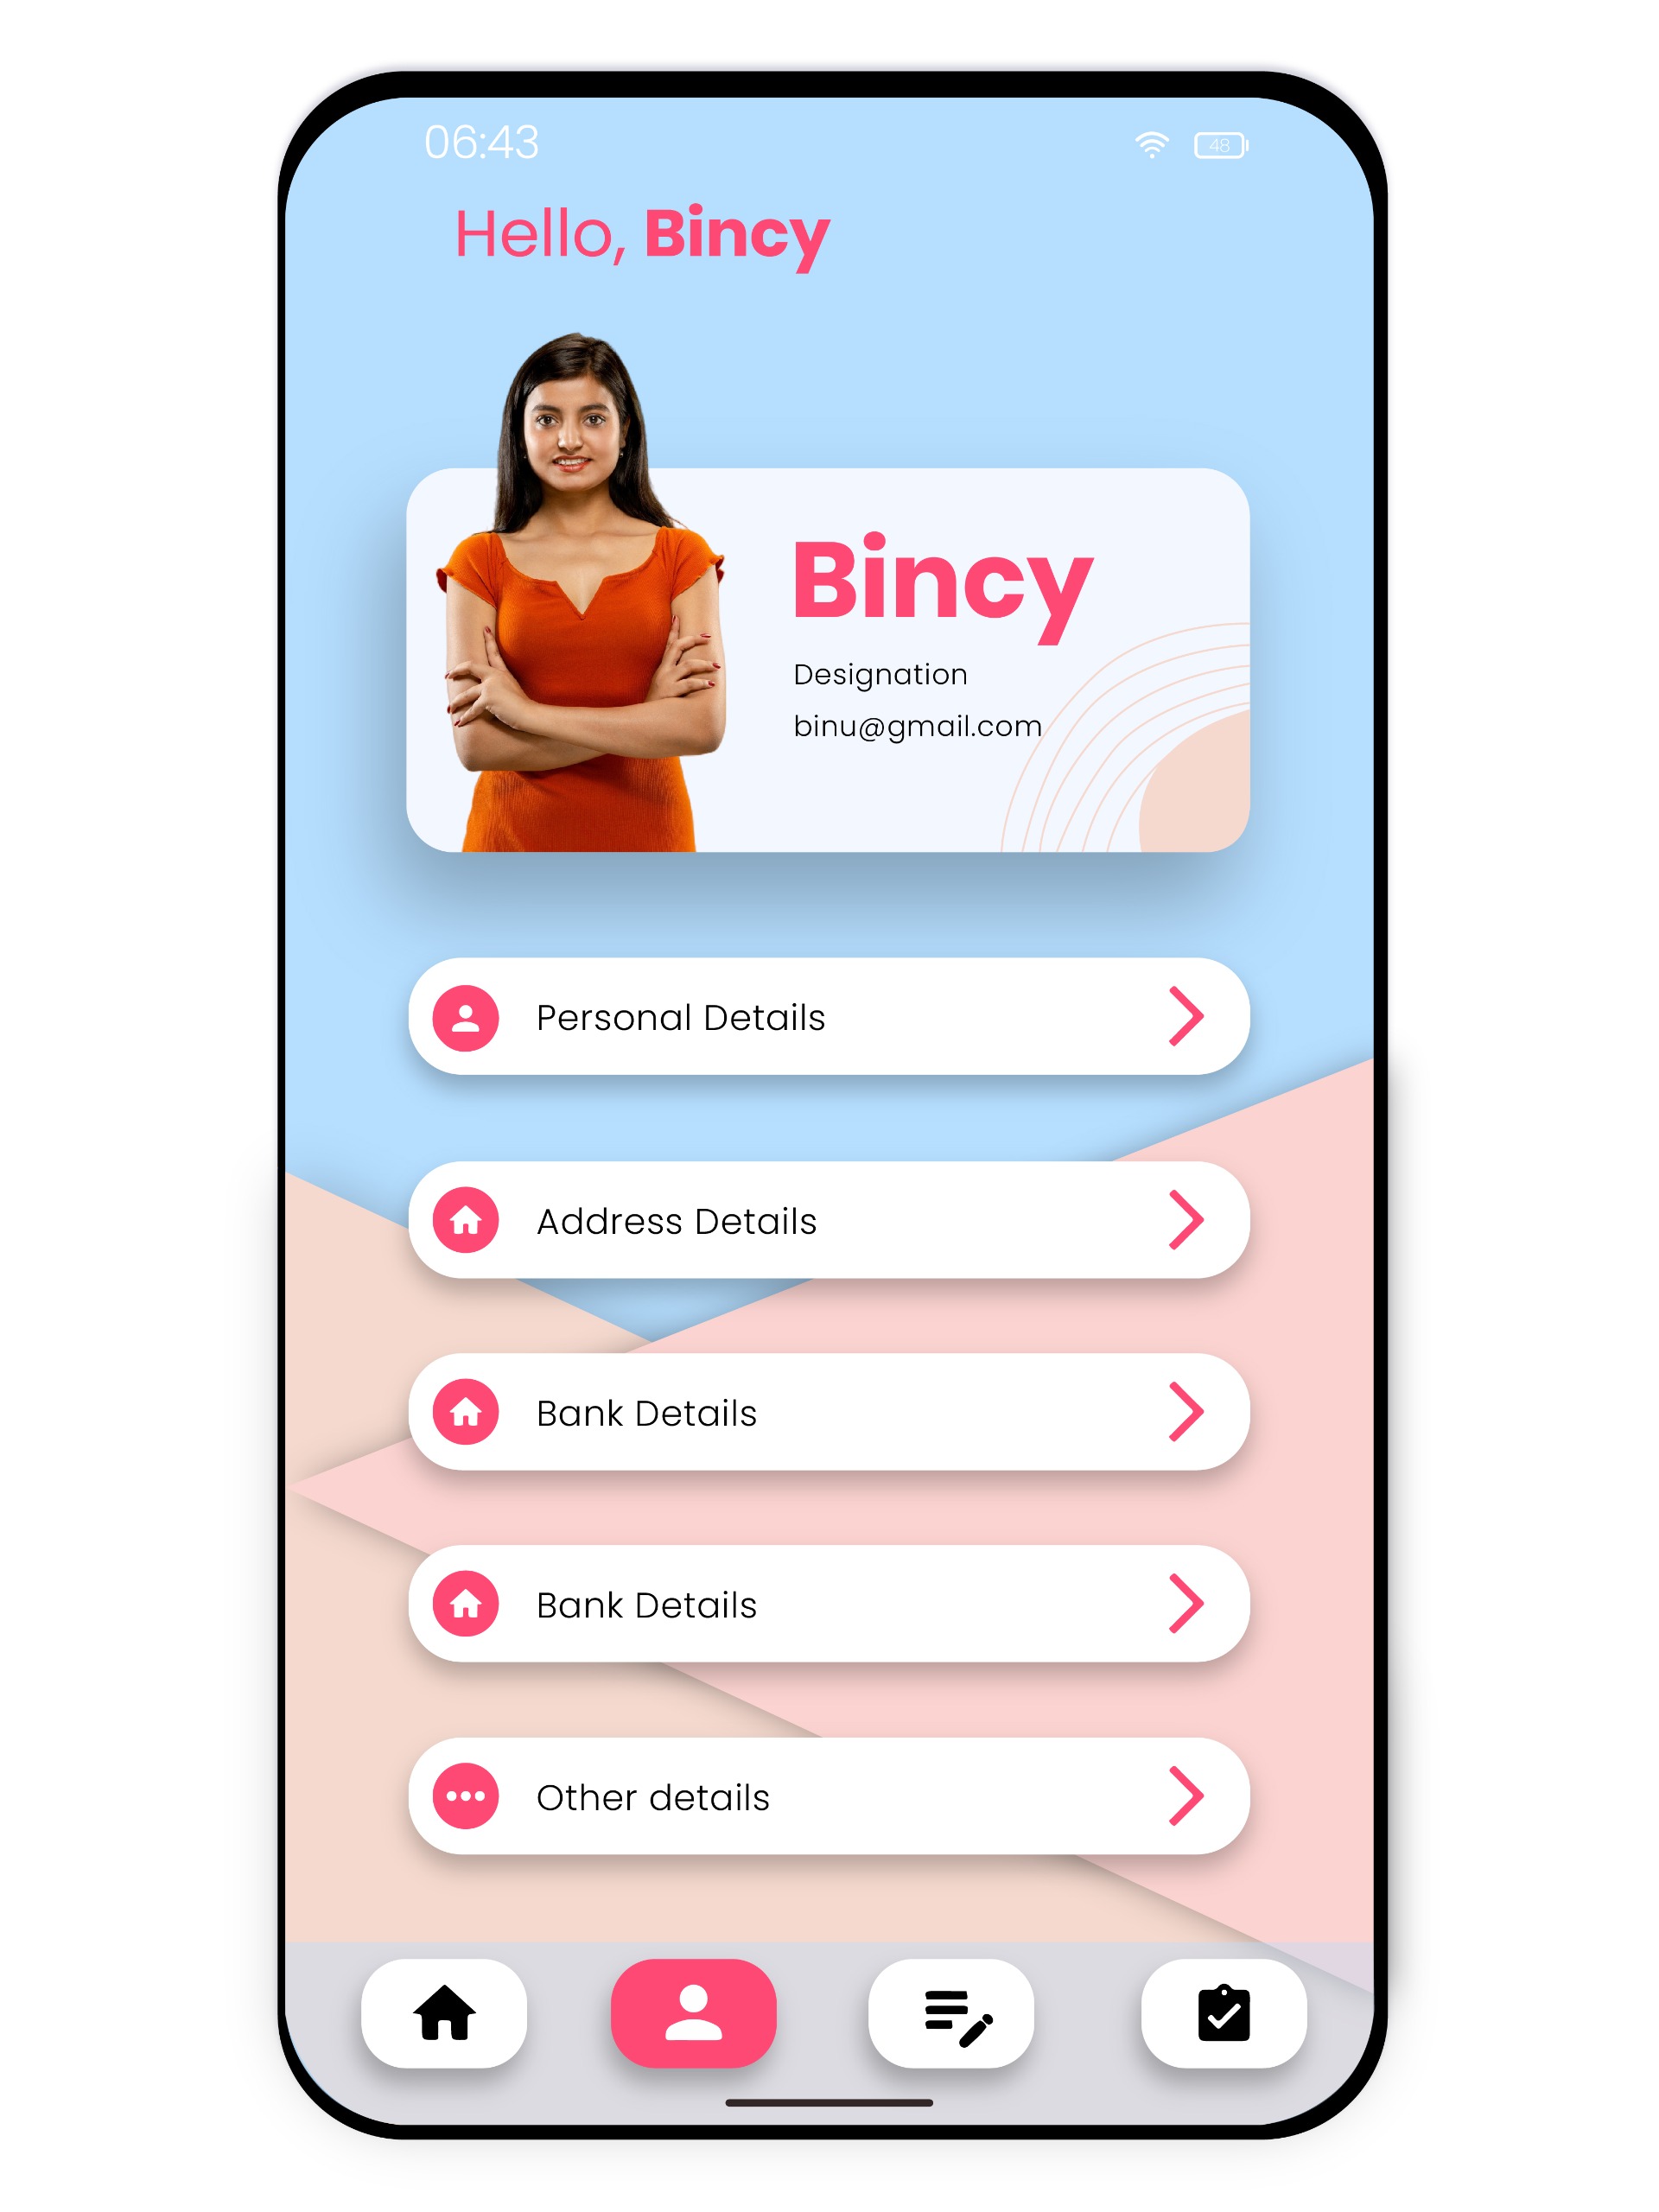 06:43
48
Hello, Bincy
Bincy
Designation
binu@gmail.com
Personal Details
Address Details
Bank Details
Bank Details
Other details